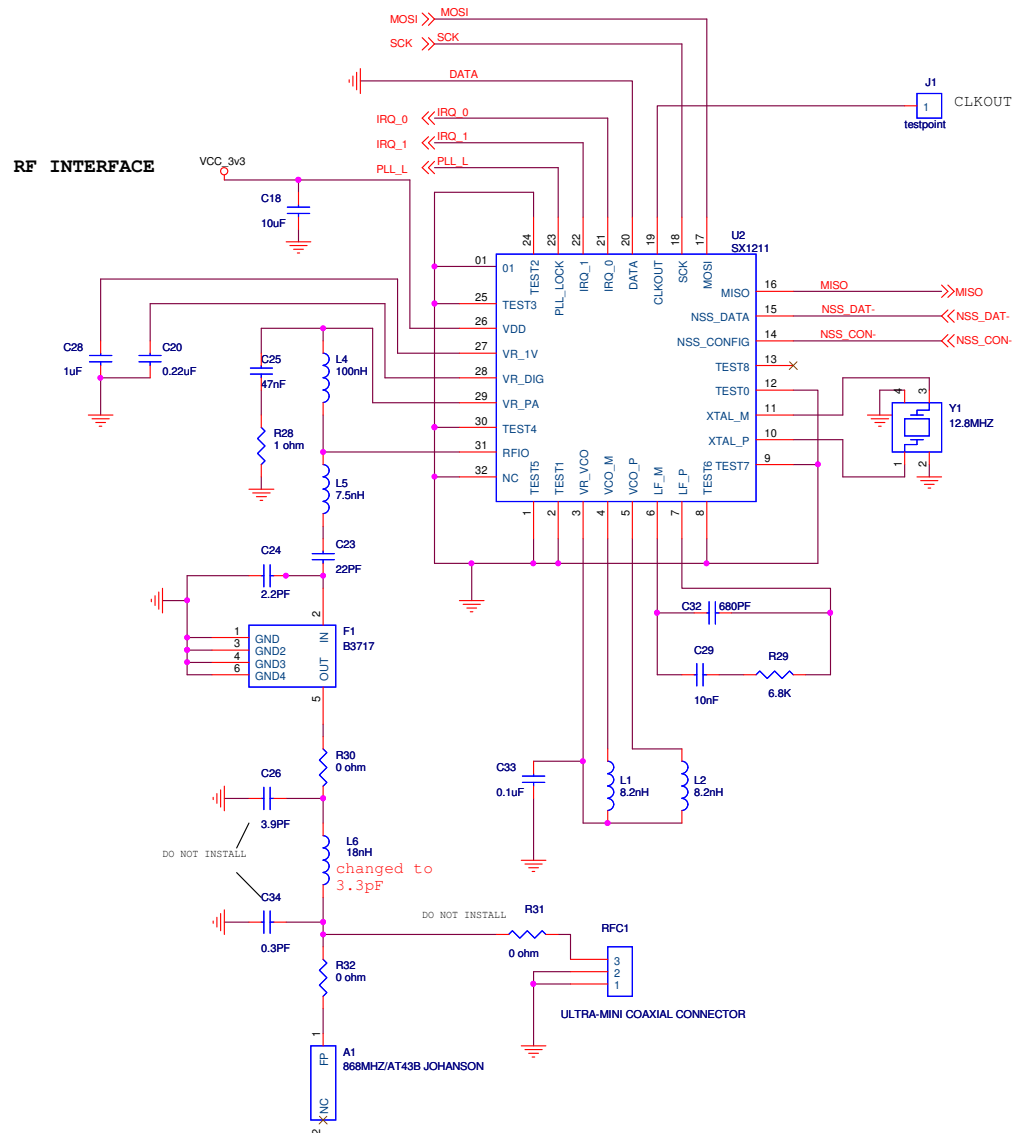 MOSI MOSI
SCK SCK
DATA
J1
1 CLKOUT
testpoint
IRQ_0 IRQ_0
IRQ_1 IRQ_1
PLL_L PLL_L
RF INTERFACE
VCC_3v3
C18
10uF
U2
SX1211
24 23 22 21 20 19 18 17
TEST2 PLL_LOCK IRQ_1 IRQ_0 DATA CLKOUT SCK MOSI
01 01
25 TEST3
26 VDD
27 VR_1V
28 VR_DIG
29 VR_PA
30 TEST4
31 RFIO
32 NC
MISO 16 MISO MISO
NSS_DATA 15 NSS_DAT- NSS_DAT-
NSS_CONFIG 14 NSS_CON- NSS_CON-
TEST8 13
TEST0 12
XTAL_M 11
XTAL_P 10
TEST7 9
TEST5 TEST1 VR_VCO VCO_M VCO_P LF_M LF_P TEST6
1 2 3 4 5 6 7 8
4 3
Y1
12.8MHZ
1 2
C28
1uF
C20
0.22uF
C25
47nF
L4
100nH
R28
1 ohm
L5
7.5nH
C23
22PF
C24
2.2PF
2
F1
B3717
1 GND
3 GND2
4 GND3
6 GND4
IN
OUT
5
C32 680PF
C29
10nF
R29
6.8K
R30
0 ohm
C26
3.9PF
C33
0.1uF
L1
8.2nH
L2
8.2nH
DO NOT INSTALL
L6
18nH
changed to
3.3pF
C34
0.3PF
DO NOT INSTALL
R31
0 ohm
RFC1
3
2
1
ULTRA-MINI COAXIAL CONNECTOR
R32
0 ohm
1
FP
A1
868MHZ/AT43B JOHANSON
NC
2